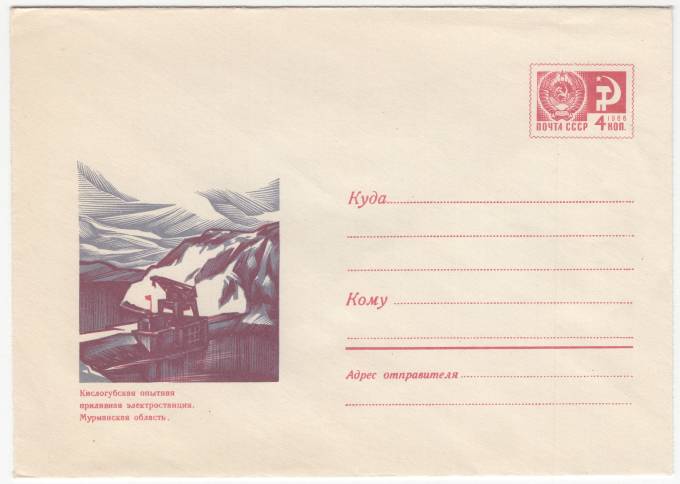 ПОЧТА СССР 4 1966 КОП.
Куда
Кому
Адрес отправителя
Кислогубская опытная
приливная электростанция.
Мурманская область.